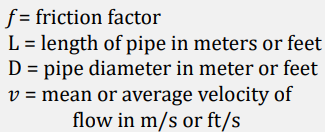 f = friction factor
L = length of pipe in meters or feet
D = pipe diameter in meter or feet
v = mean or average velocity of
flow in m/s or ft/s